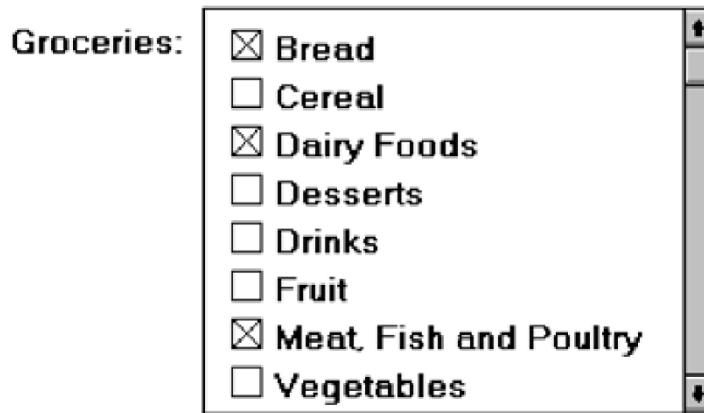 Groceries:
Bread
Cereal
Dairy Foods
Desserts
Drinks
Fruit
Meat, Fish and Poultry
Vegetables